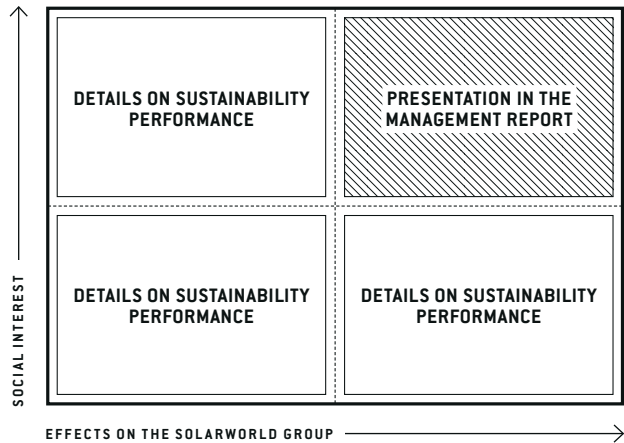 DETAILS ON SUSTAINABILITY
PERFORMANCE
PRESENTATION IN THE
MANAGEMENT REPORT
DETAILS ON SUSTAINABILITY
PERFORMANCE
DETAILS ON SUSTAINABILITY
PERFORMANCE
SOCIAL INTEREST
EFFECTS ON THE SOLARWORLD GROUP